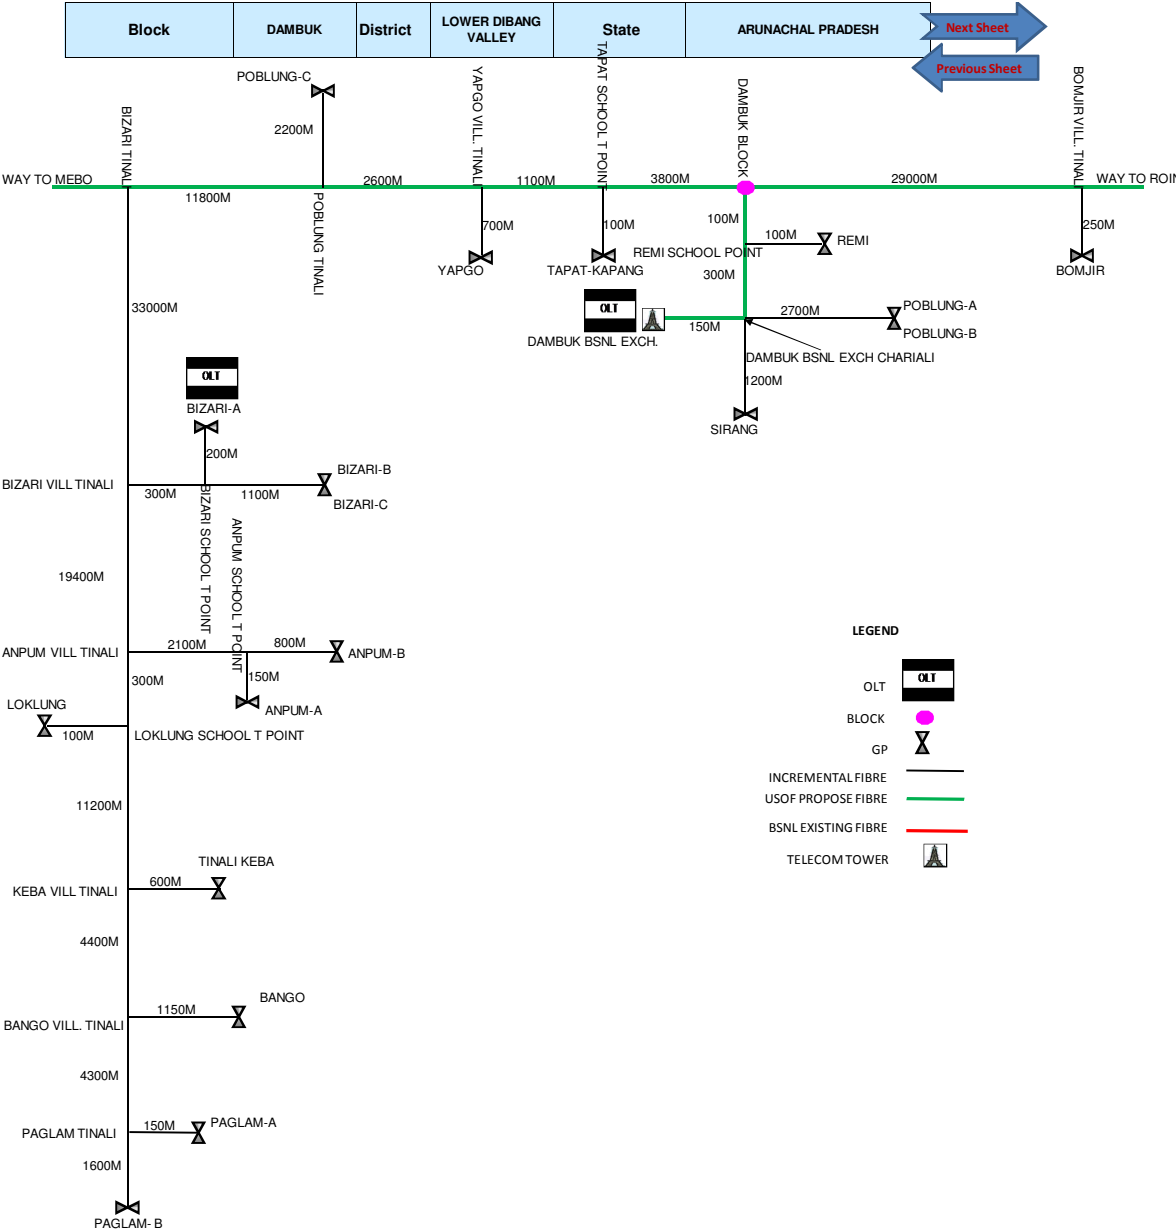 Block
DAMBUK
District
LOWER DIBANG
VALLEY
State
ARUNACHAL PRADESH
Next Sheet
Previous Sheet
POBLUNG-C
2200M
BIZARI TINALI
YAPGO VILL. TINALI
TAPAT SCHOOL T POINT
DAMBUK BLOCK
BOMJIR VILL. TINALI
WAY TO MEBO
11800M
2600M
1100M
3800M
29000M
WAY TO ROIN
POBLUNG TINALI
700M
YAPGO
100M
TAPAT-KAPANG
100M
100M
REMI
REMI SCHOOL POINT
300M
250M
BOMJIR
33000M
OLT
DAMBUK BSNL EXCH.
150M
2700M
POBLUNG-A
POBLUNG-B
DAMBUK BSNL EXCH CHARIALI
1200M
SIRANG
OLT
BIZARI-A
200M
BIZARI VILL TINALI
300M
1100M
BIZARI-B
BIZARI-C
BIZARI SCHOOL T POINT
ANPUM SCHOOL T POINT
19400M
ANPUM VILL TINALI
2100M
800M
ANPUM-B
300M
150M
ANPUM-A
LOKLUNG
100M
LOKLUNG SCHOOL T POINT
11200M
TINALI KEBA
600M
KEBA VILL TINALI
4400M
BANGO
1150M
BANGO VILL. TINALI
4300M
PAGLAM-A
150M
PAGLAM TINALI
1600M
PAGLAM- B
LEGEND
OLT
OLT
BLOCK
GP
INCREMENTAL FIBRE
USOF PROPOSE FIBRE
BSNL EXISTING FIBRE
TELECOM TOWER